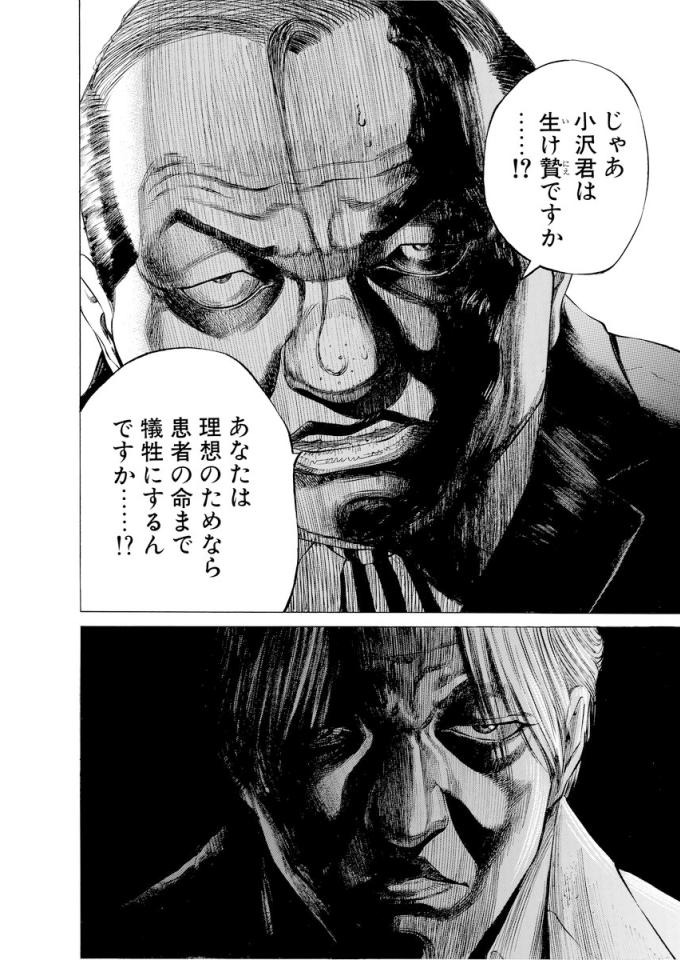 じゃあ
小沢君は
生け贄ですか
……!?
あなたは
理想のためなら
患者の命まで
犠牲にするん
ですか……!?